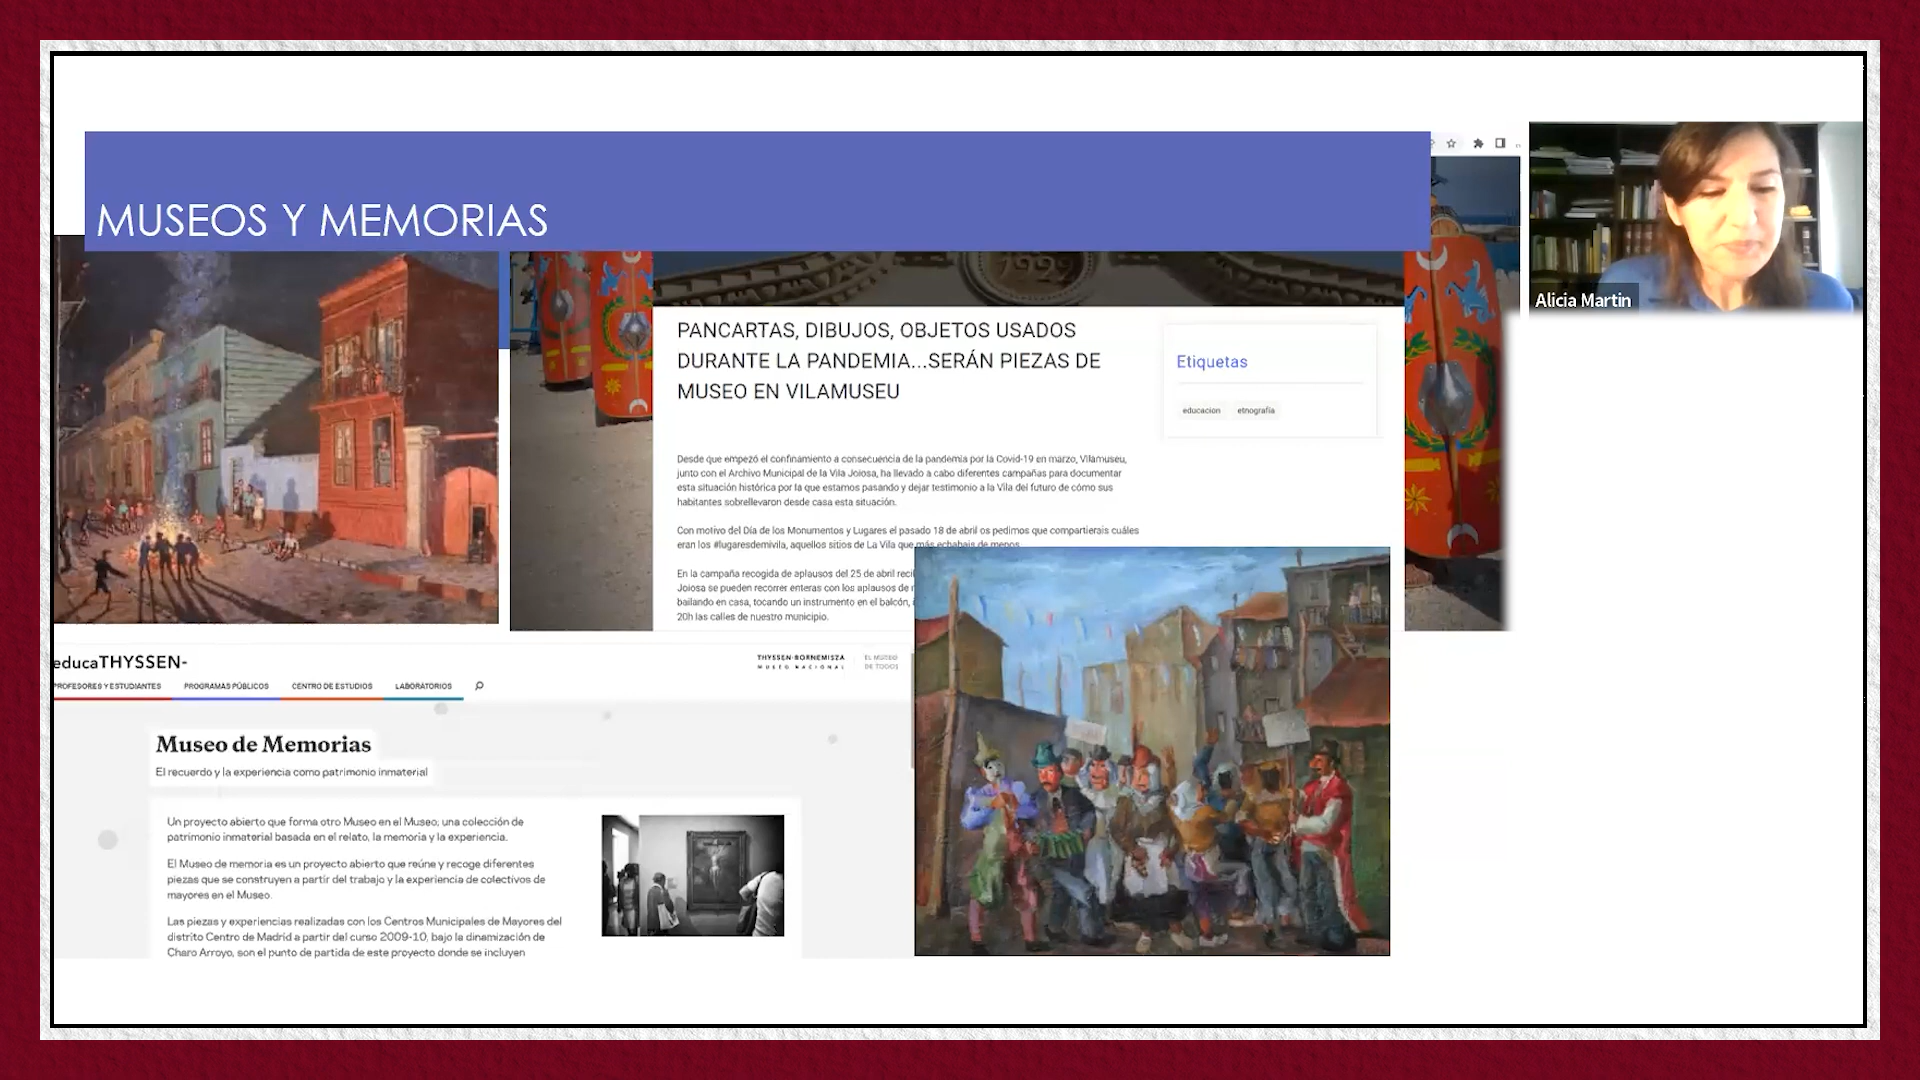 MUSEOS Y MEMORIAS
Alicia Martin
1922
PANCARTAS, DIBUJOS, OBJETOS USADOS
DURANTE LA PANDEMIA...SERÁN PIEZAS DE
MUSEO EN VILAMUSEU
Etiquetas
educacion etnografía
Desde que empezó el confinamiento a consecuencia de la pandemia por la Covid-19 en marzo, Vilamuseu,
junto con el Archivo Municipal de la Vila Joiosa, ha llevado a cabo diferentes campañas para documentar
esta situación histórica por la que estamos pasando y dejar testimonio a la Vila del futuro de cómo sus
habitantes sobrellevaron desde casa esta situación.
Con motivo del Día de los Monumentos y Lugares el pasado 18 de abril os pedimos que compartierais cuáles
eran los #lugaresdemivila, aquellos sitios de La Vila que más echabais de menos
En la campaña recogida de aplausos del 25 de abril reci
Joiosa se pueden recorrer enteras con los aplausos de
bailando en casa, tocando un instrumento en el balcón,
20h las calles de nuestro municipio.
educaTHYSSEN-
THYSSEN-BORNEMISZA
MUSEO NACIONAL
EL MUSEO
DE TODOS
PROFESORES Y ESTUDIANTES PROGRAMAS PÚBLICOS CENTRO DE ESTUDIOS LABORATORIOS
Museo de Memorias
El recuerdo y la experiencia como patrimonio inmaterial
Un proyecto abierto que forma otro Museo en el Museo; una colección de
patrimonio inmaterial basada en el relato, la memoria y la experiencia.
El Museo de memoria es un proyecto abierto que reúne y recoge diferentes
piezas que se construyen a partir del trabajo y la experiencia de colectivos de
mayores en el Museo.
Las piezas y experiencias realizadas con los Centros Municipales de Mayores del
distrito Centro de Madrid a partir del curso 2009-10, bajo la dinamización de
Charo Arroyo, son el punto de partida de este proyecto donde se incluyen